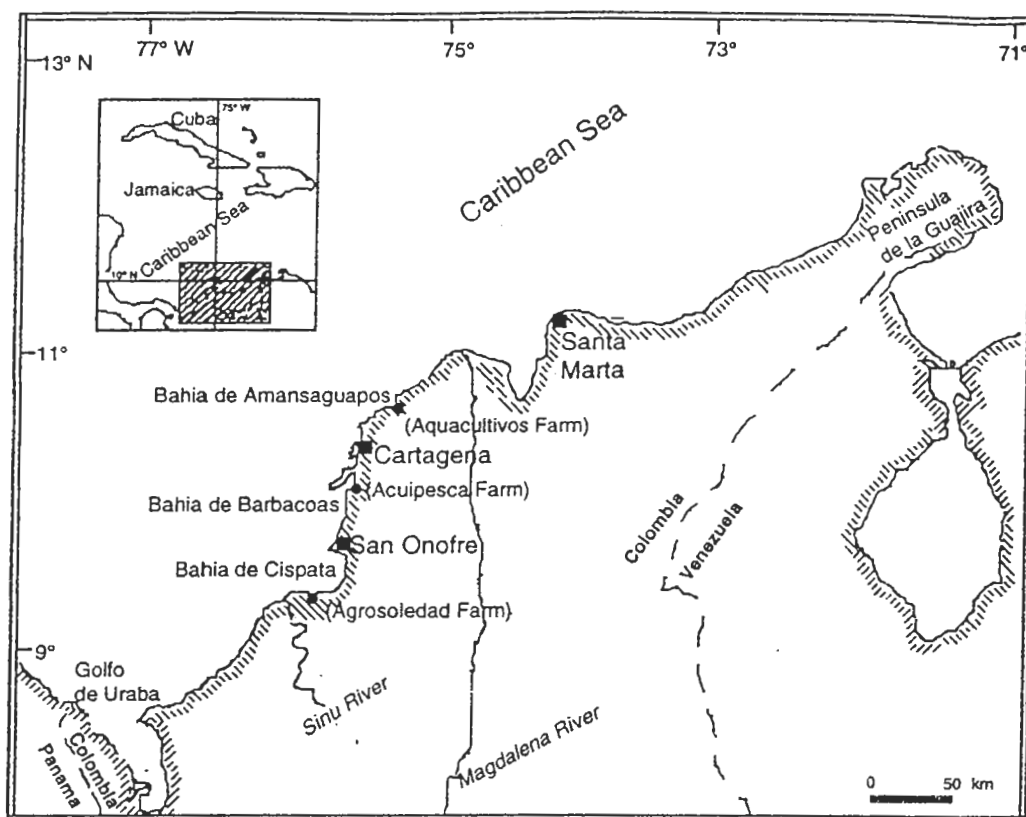 77° W
75°
73°
71°
13° N
75° W
Cuba
Jamaica
Caribbean Sea
10° N
Caribbean Sea
Peninsula
de la Guajira
11°
Santa
Marta
Bahia de Amansaguapos
(Aquacultivos Farm)
Cartagena
(Acuipesca Farm)
Bahia de Barbacoas
San Onofre
Bahia de Cispata
(Agrosoledad Farm)
Colombia
Venezuela
9°
Golfo
de Uraba
Sinu River
Magdalena River
Colombia
Panama
0 50 km